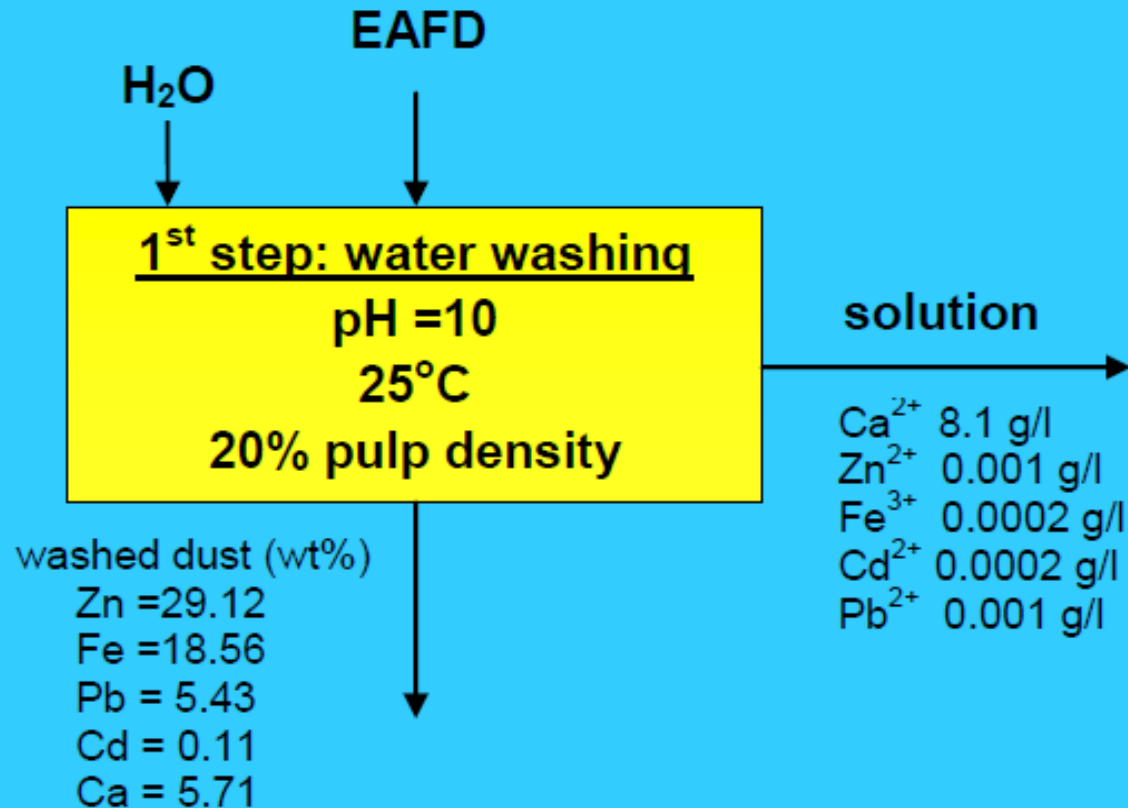 EAFD
H₂O
1st step: water washing
pH =10
25°C
20% pulp density
solution
Ca²⁺ 8.1 g/l
Zn²⁺ 0.001 g/l
Fe³⁺ 0.0002 g/l
Cd²⁺ 0.0002 g/l
Pb²⁺ 0.001 g/l
washed dust (wt%)
Zn =29.12
Fe =18.56
Pb = 5.43
Cd = 0.11
Ca = 5.71